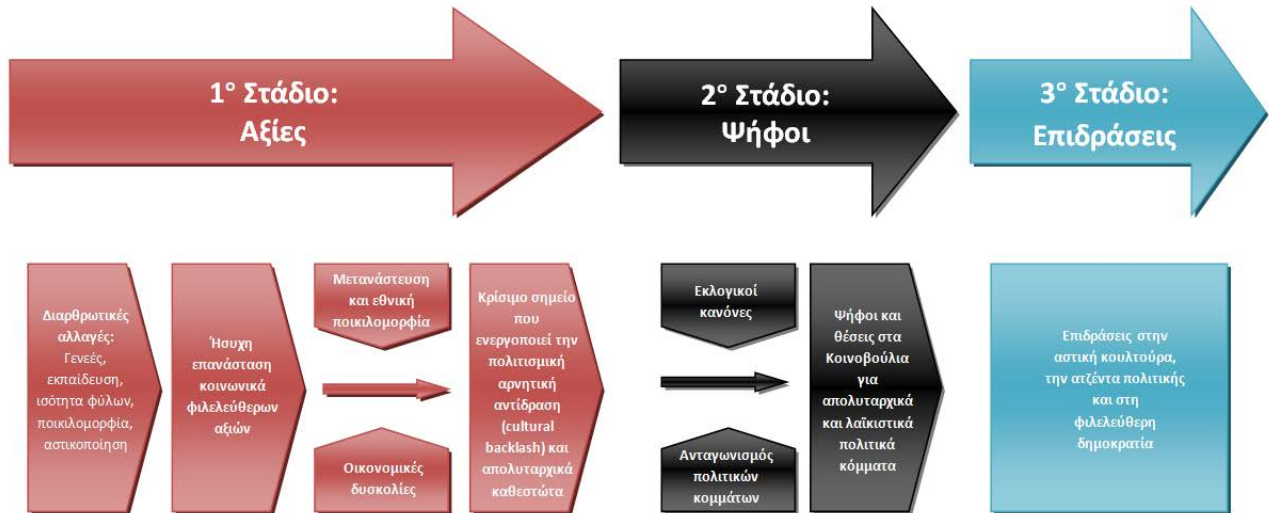 1° Στάδιο:
Αξίες
2° Στάδιο:
Ψήφοι
3° Στάδιο:
Επιδράσεις
Διαρθρωτικές
αλλαγές:
Γενεές,
εκπαίδευση,
ισότητα φύλων,
ποικιλομορφία,
αστικοποίηση
Ήσυχη
επανάσταση
κοινωνικά
φιλελεύθερων
αξιών
Μετανάστευση
και εθνική
ποικιλομορφία
Οικονομικές
δυσκολίες
Κρίσιμο σημείο
που
ενεργοποιεί την
πολιτισμική
αρνητική
αντίδραση
(cultural
backlash) και
απολυταρχικά
καθεστώτα
Εκλογικοί
κανόνες
Ανταγωνισμός
πολιτικών
κομμάτων
Ψήφοι και
θέσεις στα
Κοινοβούλια
για
απολυταρχικά
και λαϊκιστικά
πολιτικά
κόμματα
Επιδράσεις στην
αστική κουλτούρα,
την ατζέντα πολιτικής
και στη
φιλελεύθερη
δημοκρατία